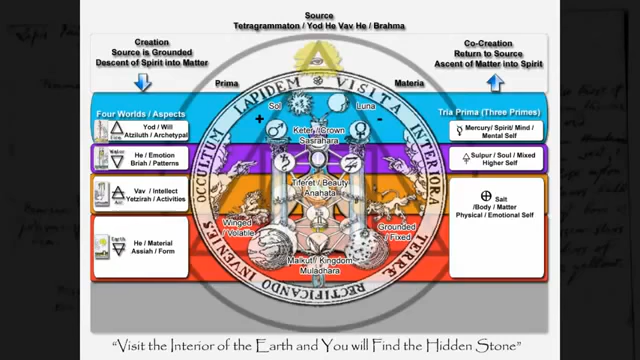 Source
Tetragrammaton / Yod He Vav He / Brahma
Creation
Source is Grounded
Descent of Spirit into Matter
Co-Creation
Return to Source
Ascent of Matter into Spirit
Prima
Materia
VISITA INTERIORA TERRÆ RECTIFICANDO INVENIES OCCULTUM LAPIDEM
Four Worlds / Aspects
Yod / Will
Atziluth / Archetypal
Water
He / Emotion
Briah / Patterns
Air
Vav / Intellect
Yetzirah / Activities
Earth
He / Material
Assiah / Form
Sol
Luna
+
-
Keter / Crown
Sasrahara
Tiferet / Beauty
Anahata
Winged
/ Volatile
Grounded
/ Fixed
Malkut / Kingdom
Muladhara
Tria Prima (Three Primes)
Mercury / Spirit / Mind /
Mental Self
Sulpur / Soul / Mixed
Higher Self
Salt
/Body / Matter
Physical / Emotional Self
"Visit the Interior of the Earth and You will Find the Hidden Stone"